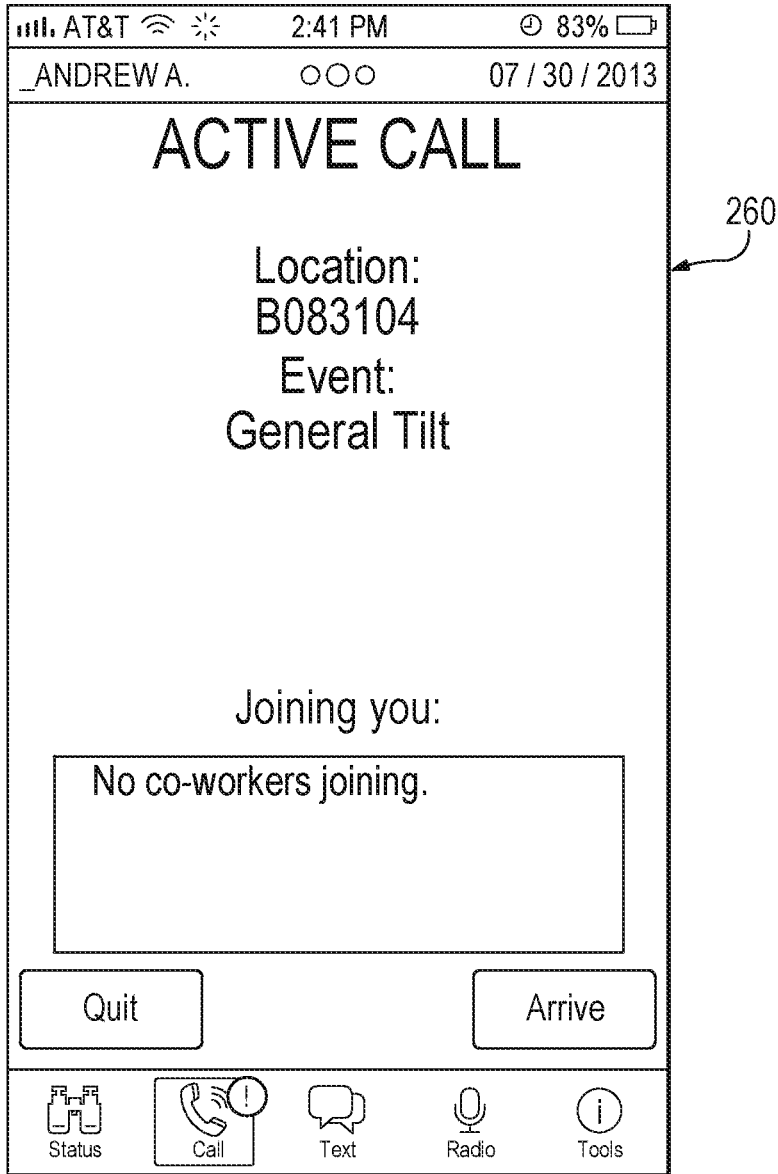 AT&T 2:41 PM 83%
_ANDREW A. 07 / 30 / 2013
ACTIVE CALL
260
Location:
B083104
Event:
General Tilt
Joining you:
No co-workers joining.
Quit Arrive
Status Call Text Radio Tools